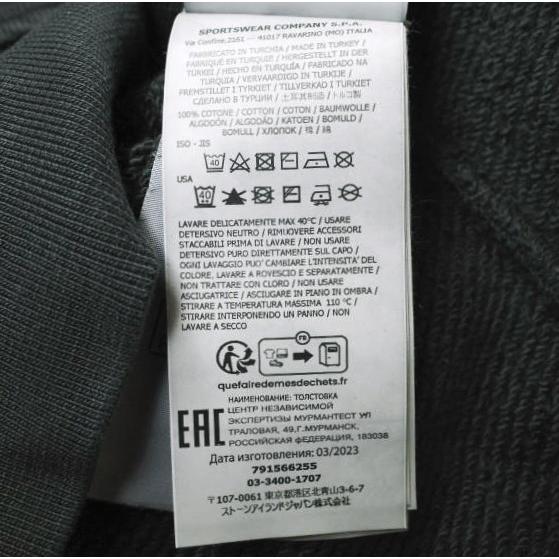 SPORTSWEAR COMPANY S.P.A.
Via Confine,2161 — 41017 RAVARINO (MO) ITALIA
FABRICATO IN TURCHIA / MADE IN TURKEY /
FABRIQUÉ EN TURQUIE / HERGESTELLT IN DER
TÜRKEI / HECHO EN TURQUÍA / FABRICADO NA
TURQUIA / VERVAARDIGD IN TURKIJE /
FREMSTILLET I TYRKIET / TILLVERKAD I TURKIET
СДЕЛАНО В ТУРЦИИ / 土耳其制造 / トルコ製
100% COTONE / COTTON / COTON / BAUMWOLLE /
ALGODÓN / ALGODÃO / KATOEN / BOMULD /
BOMULL / ХЛОПОК / 棉 / 綿
ISO - JIS
40
USA
40
LAVARE DELICATAMENTE MAX 40°C / USARE
DETERSIVO NEUTRO / RIMUOVERE ACCESSORI
STACCABILI PRIMA DI LAVARE / NON USARE
DETERSIVO PURO DIRETTAMENTE SUL CAPO /
OGNI LAVAGGIO PUO' CAMBIARE L'INTENSITA' DEL
COLORE. LAVARE A ROVESCIO E SEPARATAMENTE /
NON TRATTARE CON CLORO / NON USARE
ASCIUGATRICE / ASCIUGARE IN PIANO IN OMBRA /
STIRARE A TEMPERATURA MASSIMA 110 °C /
STIRARE INTERPONENDO UN PANNO / NON
LAVARE A SECCO
FR
quefairedemesdechets.fr
EAC
НАИМЕНОВАНИЕ: ТОЛСТОВКА
ЦЕНТР НЕЗАВИСИМОЙ
ЭКСПЕРТИЗЫ МУРМАНТЕСТ УЛ
ТРАЛОВАЯ, 49,Г.МУРМАНСК,
РОССИЙСКАЯ ФЕДЕРАЦИЯ, 183038
Дата изготовления: 03/2023
791566255
03-3400-1707
〒107-0061 東京都港区北青山3-6-7
ストーンアイランドジャパン株式会社